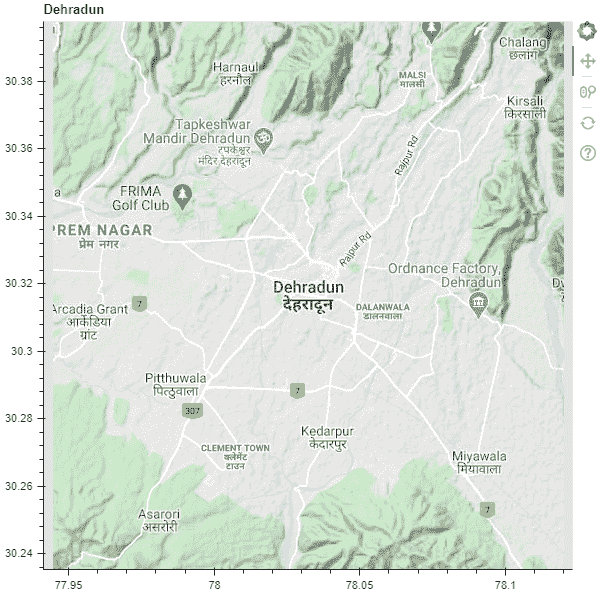 Dehradun
Chalang
छलांग
Harnaul
हरनौल
MALSI
मालसी
30.38
Kirsali
किरसाली
Tapkeshwar
Mandir Dehradun
टपकेश्वर
मंदिर देहरादून
Rajpur Rd
30.36
FRIMA
Golf Club
a
30.34
PREM NAGAR
प्रेम नगर
Rajpur Rd
Ordnance Factory,
Dehradun
30.32
Dehradun
देहरादून
Dy
DALANWALA
डालनवाला
Arcadia Grant
आर्केडिया
ग्रांट
7
30.3
Pitthuwala
पित्ठुवाला
7
307
30.28
Kedarpur
केदारपुर
CLEMENT TOWN
क्लेमेंट
टाउन
Miyawala
मियावाला
30.26
Asarori
असरोरी
7
30.24
77.95
78
78.05
78.1